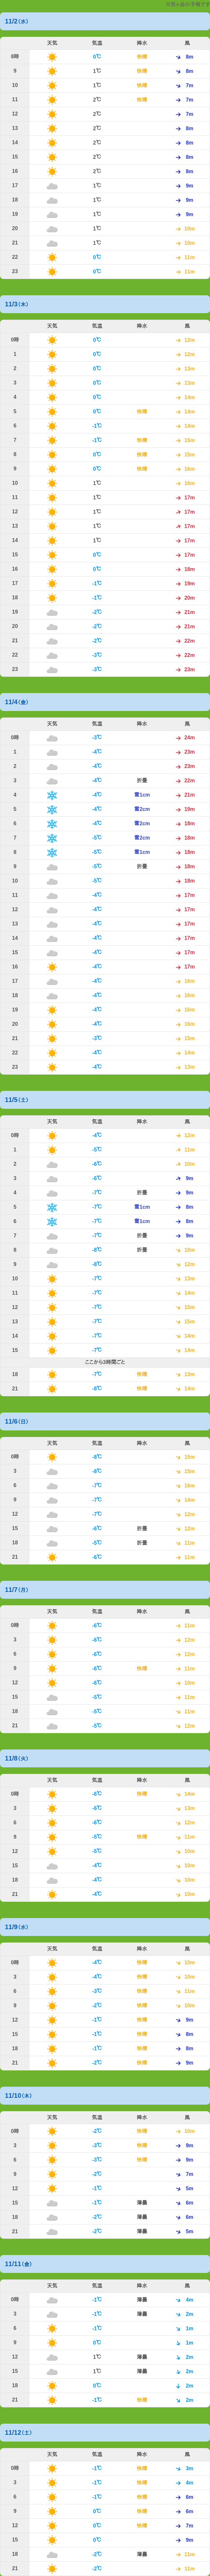 11/2(水)
天気 気温 降水 風
8時 0℃ 快晴 8m
9 1℃ 快晴 8m
10 1℃ 快晴 7m
11 2℃ 快晴 7m
12 2℃ 7m
13 2℃ 8m
14 2℃ 8m
15 2℃ 8m
16 2℃ 8m
17 1℃ 9m
18 1℃ 9m
19 1℃ 9m
20 1℃ 10m
21 1℃ 10m
22 0℃ 11m
23 0℃ 11m
11/3(木)
天気 気温 降水 風
0時 0℃ 12m
1 0℃ 12m
2 0℃ 13m
3 0℃ 13m
4 0℃ 14m
5 0℃ 快晴 14m
6 -1℃ 14m
7 -1℃ 快晴 15m
8 0℃ 快晴 15m
9 0℃ 快晴 16m
10 1℃ 16m
11 1℃ 17m
12 1℃ 17m
13 1℃ 17m
14 1℃ 17m
15 0℃ 17m
16 0℃ 18m
17 -1℃ 19m
18 -1℃ 20m
19 -2℃ 21m
20 -2℃ 21m
21 -2℃ 22m
22 -3℃ 22m
23 -3℃ 23m
11/4(金)
天気 気温 降水 風
0時 -3℃ 24m
1 -4℃ 23m
2 -4℃ 23m
3 -4℃ 22m
4 -4℃ 雪1cm 21m
5 -4℃ 雪2cm 19m
6 -4℃ 雪2cm 18m
7 -5℃ 雪2cm 18m
8 -5℃ 雪1cm 18m
9 -5℃ 18m
10 -5℃ 18m
11 -4℃ 17m
12 -4℃ 17m
13 -4℃ 17m
14 -4℃ 17m
15 -4℃ 17m
16 -4℃ 17m
17 -4℃ 16m
18 -4℃ 16m
19 -4℃ 16m
20 -4℃ 16m
21 -3℃ 15m
22 -4℃ 14m
23 -4℃ 13m
11/5(土)
天気 気温 降水 風
0時 -4℃ 12m
1 -5℃ 11m
2 -6℃ 10m
3 -6℃ 9m
4 -7℃ 9m
5 -7℃ 雪1cm 8m
6 -7℃ 雪1cm 8m
7 -7℃ 9m
8 -8℃ 10m
9 -8℃ 12m
10 -7℃ 13m
11 -7℃ 14m
12 -7℃ 15m
13 -7℃ 15m
14 -7℃ 14m
15 -7℃ 14m
ここから3時間ごと
18 -7℃ 快晴 13m
21 -8℃ 快晴 14m
11/6(日)
天気 気温 降水 風
0時 -8℃ 15m
3 -8℃ 15m
6 -7℃ 16m
9 -7℃ 14m
12 -7℃ 12m
15 -6℃ 12m
18 -5℃ 11m
21 -6℃ 11m
11/7(月)
天気 気温 降水 風
0時 -6℃ 11m
3 -6℃ 12m
6 -6℃ 12m
9 -6℃ 快晴 11m
12 -6℃ 10m
15 -5℃ 11m
18 -5℃ 11m
21 -5℃ 12m
11/8(火)
天気 気温 降水 風
0時 -6℃ 快晴 14m
3 -6℃ 13m
6 -6℃ 12m
9 -5℃ 快晴 11m
12 -5℃ 10m
15 -4℃ 10m
18 -4℃ 10m
21 -4℃ 10m
11/9(水)
天気 気温 降水 風
0時 -4℃ 快晴 10m
3 -4℃ 快晴 10m
6 -3℃ 快晴 11m
9 -2℃ 快晴 10m
12 -1℃ 快晴 9m
15 -1℃ 快晴 8m
18 -1℃ 快晴 8m
21 -2℃ 快晴 9m
11/10(木)
天気 気温 降水 風
0時 -2℃ 快晴 10m
3 -3℃ 快晴 9m
6 -3℃ 快晴 9m
9 -2℃ 7m
12 -1℃ 5m
15 -1℃ 薄曇 6m
18 -2℃ 薄曇 6m
21 -2℃ 薄曇 5m
11/11(金)
天気 気温 降水 風
0時 -1℃ 薄曇 4m
3 -1℃ 薄曇 2m
6 -1℃ 1m
9 0℃ 1m
12 1℃ 薄曇 2m
15 1℃ 薄曇 2m
18 0℃ 2m
21 -1℃ 快晴 2m
11/12(土)
天気 気温 降水 風
0時 -1℃ 快晴 3m
3 -1℃ 快晴 4m
6 -1℃ 快晴 6m
9 0℃ 快晴 6m
12 0℃ 快晴 7m
15 0℃ 9m
18 -2℃ 薄曇 11m
21 -2℃ 11m